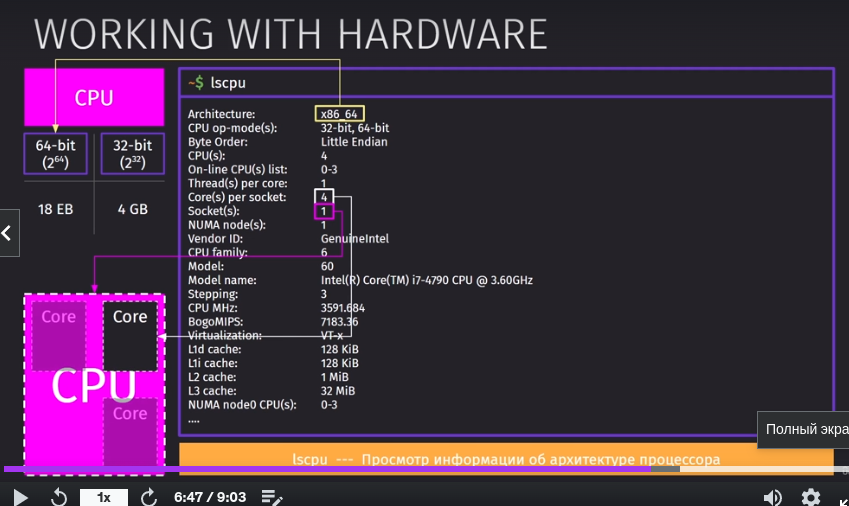 WORKING WITH HARDWARE
CPU
64-bit
(2⁶⁴)
32-bit
(2³²)
18 EB
4 GB
~$ lscpu
Architecture: x86_64
CPU op-mode(s): 32-bit, 64-bit
Byte Order: Little Endian
CPU(s): 4
On-line CPU(s) list: 0-3
Thread(s) per core: 1
Core(s) per socket: 4
Socket(s): 1
NUMA node(s): 1
Vendor ID: GenuineIntel
CPU family: 6
Model: 60
Model name: Intel(R) Core(TM) i7-4790 CPU @ 3.60GHz
Stepping: 3
CPU MHz: 3591.684
BogoMIPS: 7183.36
Virtualization: VT-x
L1d cache: 128 KiB
L1i cache: 128 KiB
L2 cache: 1 MiB
L3 cache: 32 MiB
NUMA node0 CPU(s): 0-3
....
Core
Core
CPU
Core
Полный экра
lscpu --- Просмотр информации об архитектуре процессора
1x
6:47 / 9:03